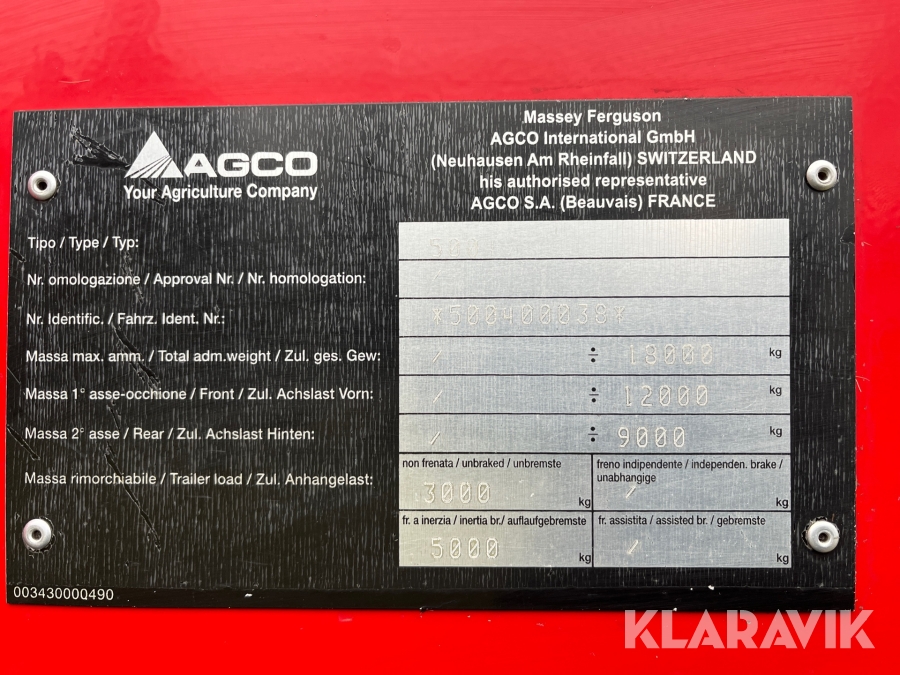 AGCO
Your Agriculture Company
Massey Ferguson
AGCO International GmbH
(Neuhausen Am Rheinfall) SWITZERLAND
his authorised representative
AGCO S.A. (Beauvais) FRANCE
Tipo / Type / Typ:
Nr. omologazione / Approval Nr. / Nr. homologation: /
Nr. Identific. / Fahrz. Ident. Nr.: *500400038*
Massa max. amm. / Total adm.weight / Zul. ges. Gew: / ÷ 18000 kg
Massa 1° asse-occhione / Front / Zul. Achslast Vorn: / ÷ 12000 kg
Massa 2° asse / Rear / Zul. Achslast Hinten: / ÷ 9000 kg
Massa rimorchiabile / Trailer load / Zul. Anhangelast:
non frenata / unbraked / unbremste
3000 kg
freno indipendente / independen. brake / unabhangige
/ kg
fr. a inerzia / inertia br./ auflaufgebremste
5000 kg
fr. assistita / assisted br. / gebremste
/ kg
003430000490
KLARAVIK